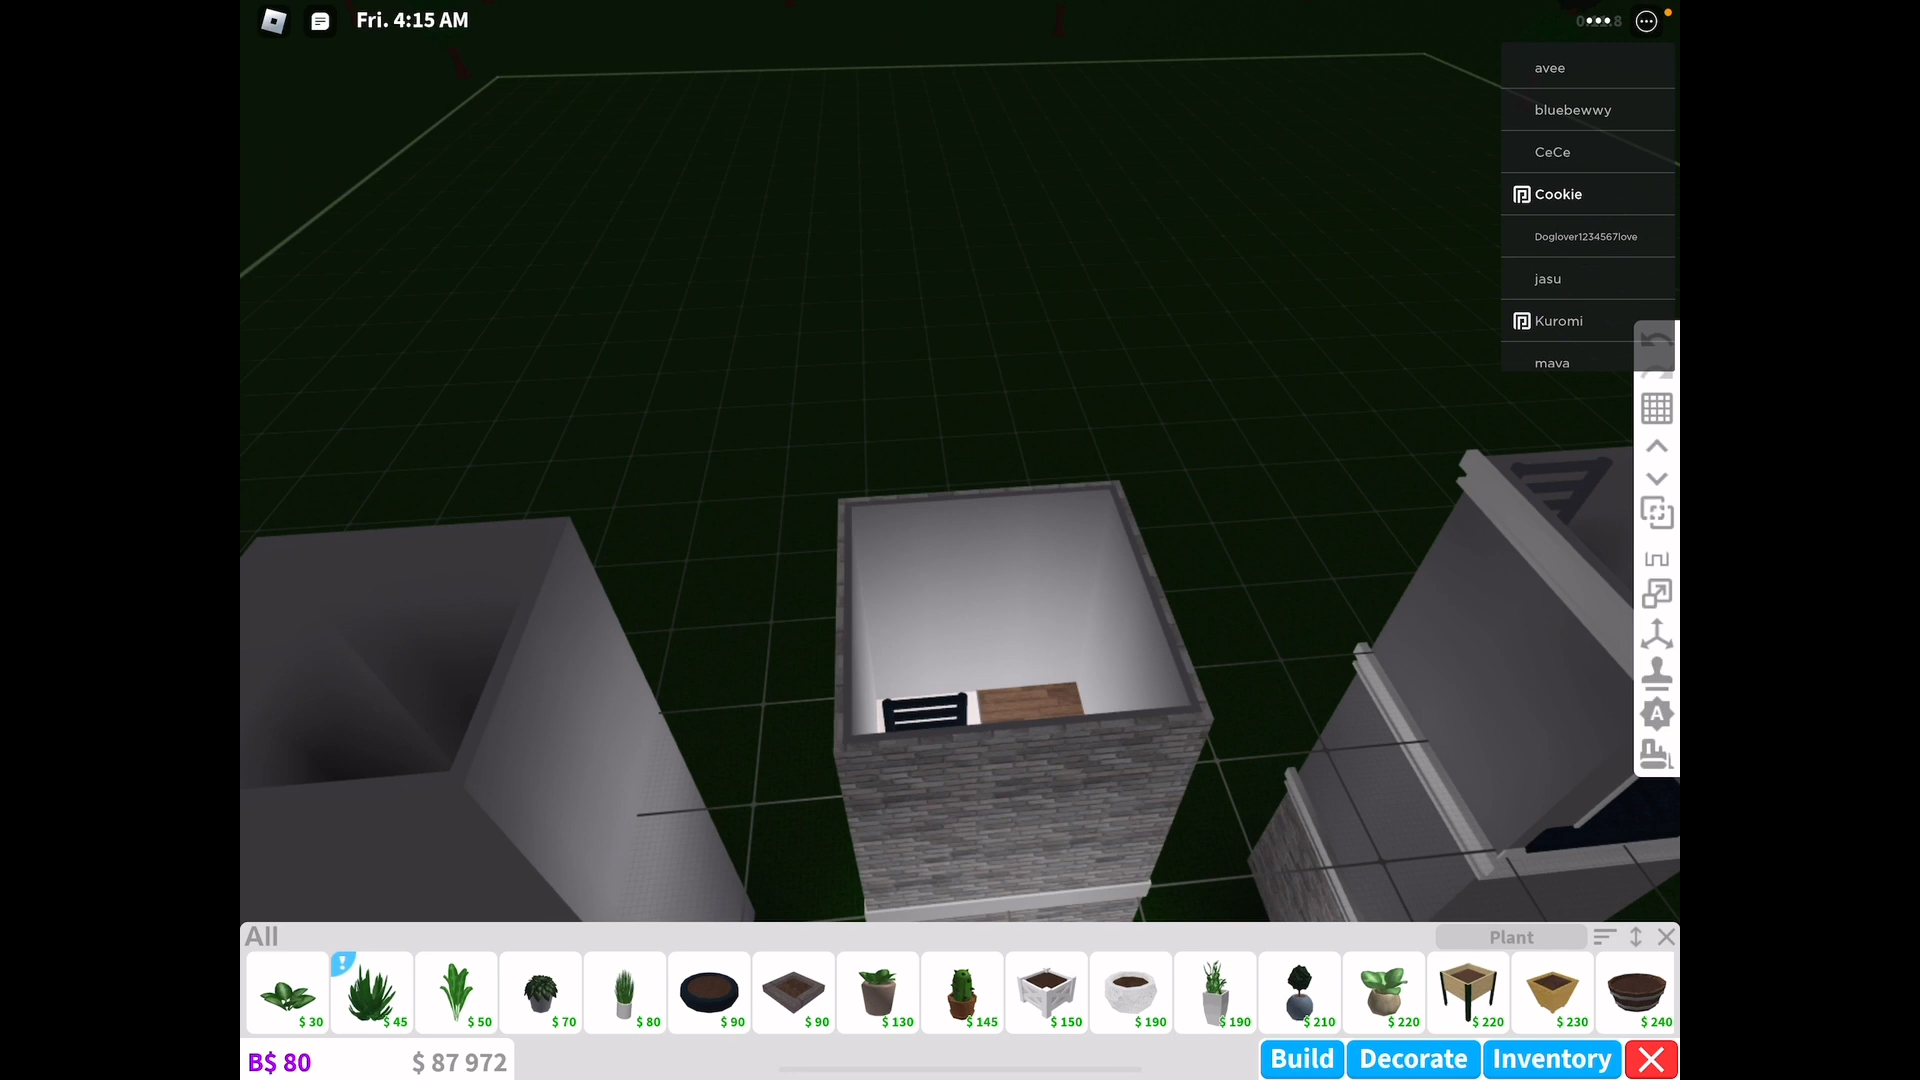 Fri. 4:15 AM
avee
bluebewwy
CeCe
Cookie
Doglover1234567love
jasu
Kuromi
mava
A
All
Plant
$ 30
$ 45
$ 50
$ 70
$ 80
$ 90
$ 90
$ 130
$ 145
$ 150
$ 190
$ 190
$ 210
$ 220
$ 220
$ 230
$ 240
B$ 80
$ 87 972
Build
Decorate
Inventory